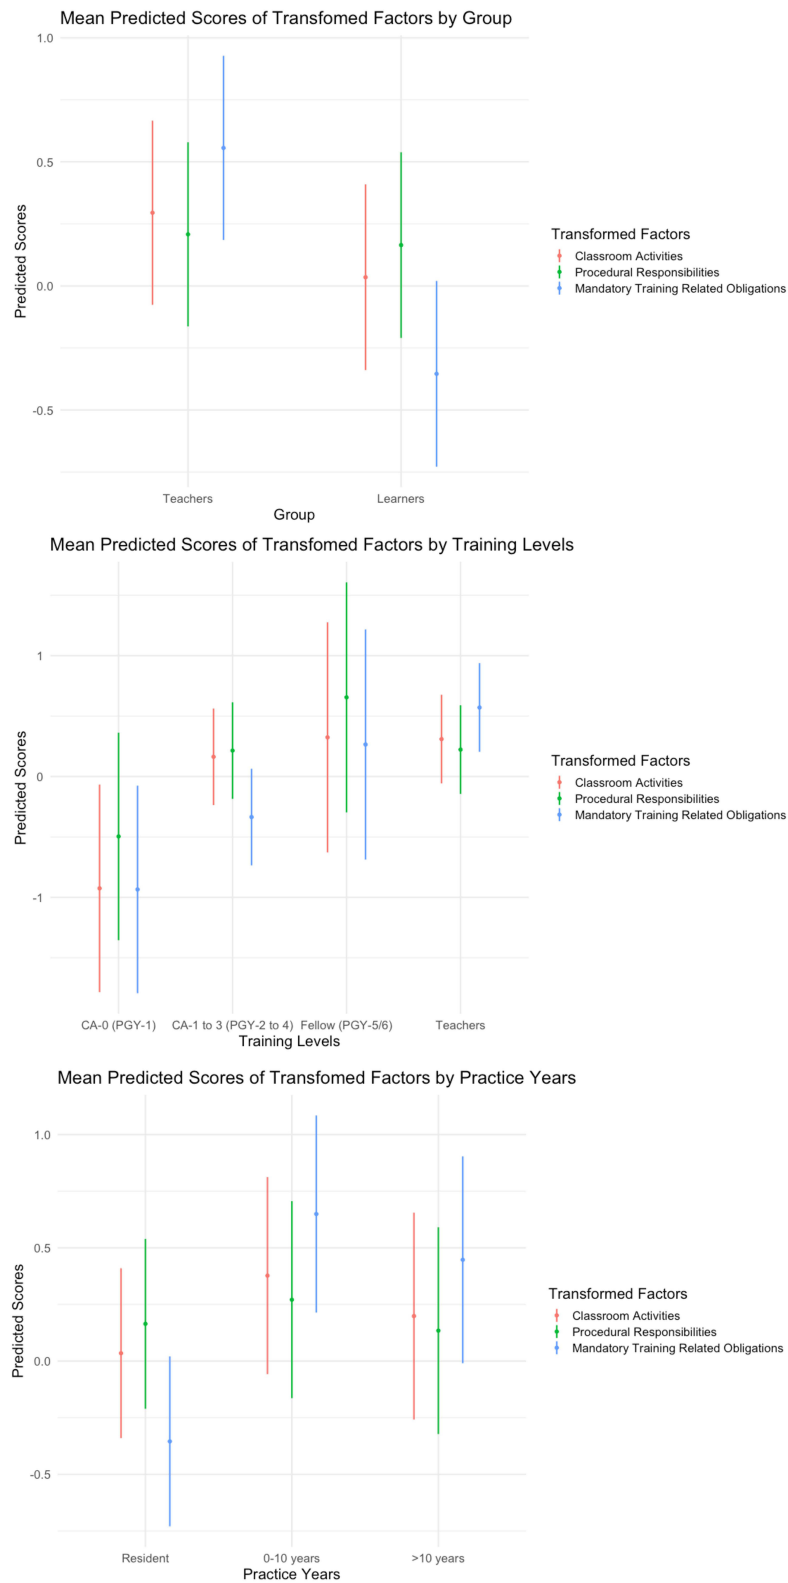 Mean Predicted Scores of Transfomed Factors by Group
1.0
0.5
0.0
-0.5
Predicted Scores
Teachers
Learners
Group
Transformed Factors
Classroom Activities
Procedural Responsibilities
Mandatory Training Related Obligations
Mean Predicted Scores of Transfomed Factors by Training Levels
1
0
-1
Predicted Scores
CA-0 (PGY-1)
CA-1 to 3 (PGY-2 to 4)
Fellow (PGY-5/6)
Teachers
Training Levels
Transformed Factors
Classroom Activities
Procedural Responsibilities
Mandatory Training Related Obligations
Mean Predicted Scores of Transfomed Factors by Practice Years
1.0
0.5
0.0
-0.5
Predicted Scores
Resident
0-10 years
>10 years
Practice Years
Transformed Factors
Classroom Activities
Procedural Responsibilities
Mandatory Training Related Obligations